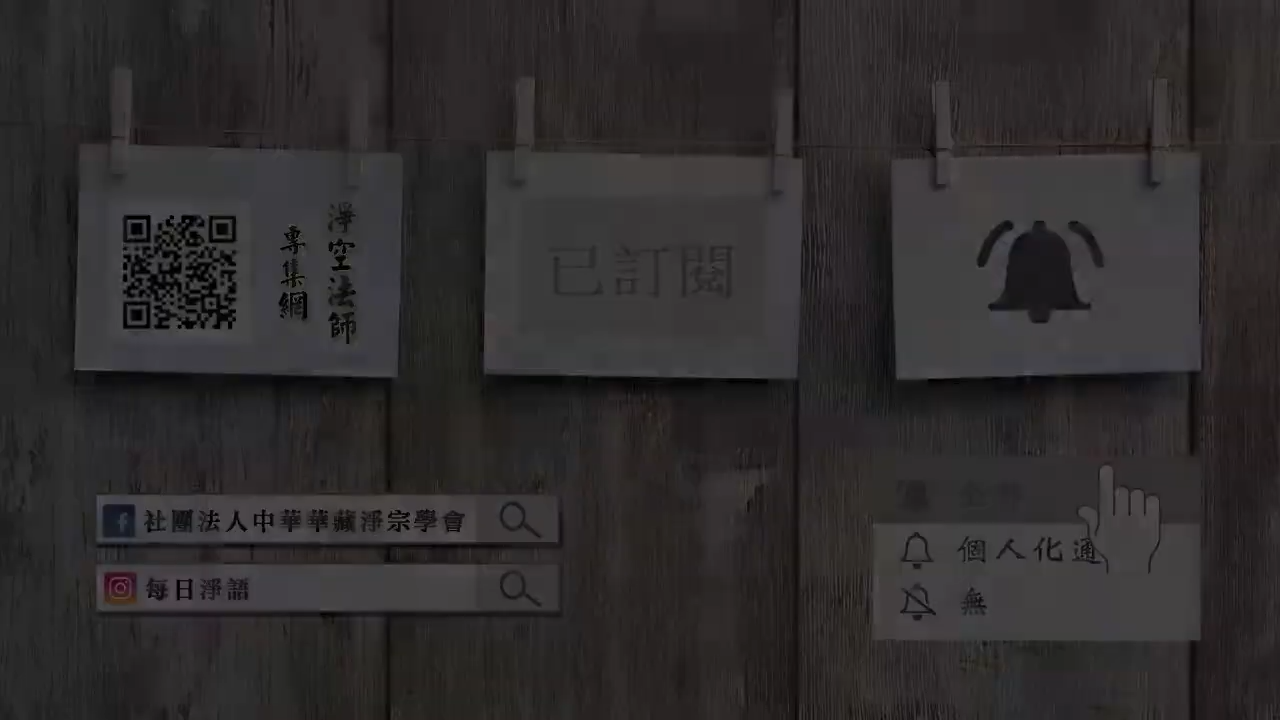 淨空法師
專集網
已訂閱
社團法人中華華藏淨宗學會
每日淨語
個人化通
無